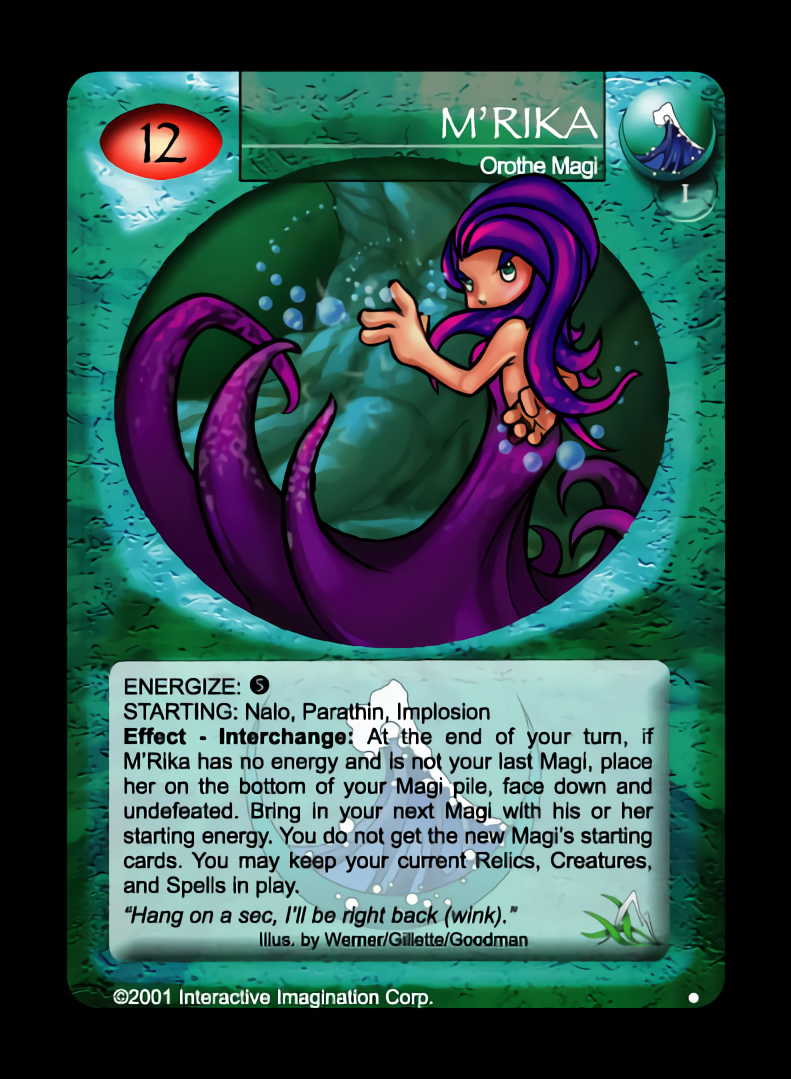 12
M'RIKA
Orothe Magi
L
ENERGIZE: 5
STARTING: Nalo, Parathin, Implosion
Effect - Interchange: At the end of your turn, if
M'Rika has no energy and is not your last Magi, place
her on the bottom of your Magi pile, face down and
undefeated. Bring in your next Magi with his or her
starting energy. You do not get the new Magi's starting
cards. You may keep your current Relics, Creatures,
and Spells in play.
"Hang on a sec, I'll be right back (wink)."
Illus. by Werner/Gillette/Goodman
©2001 Interactive Imagination Corp.